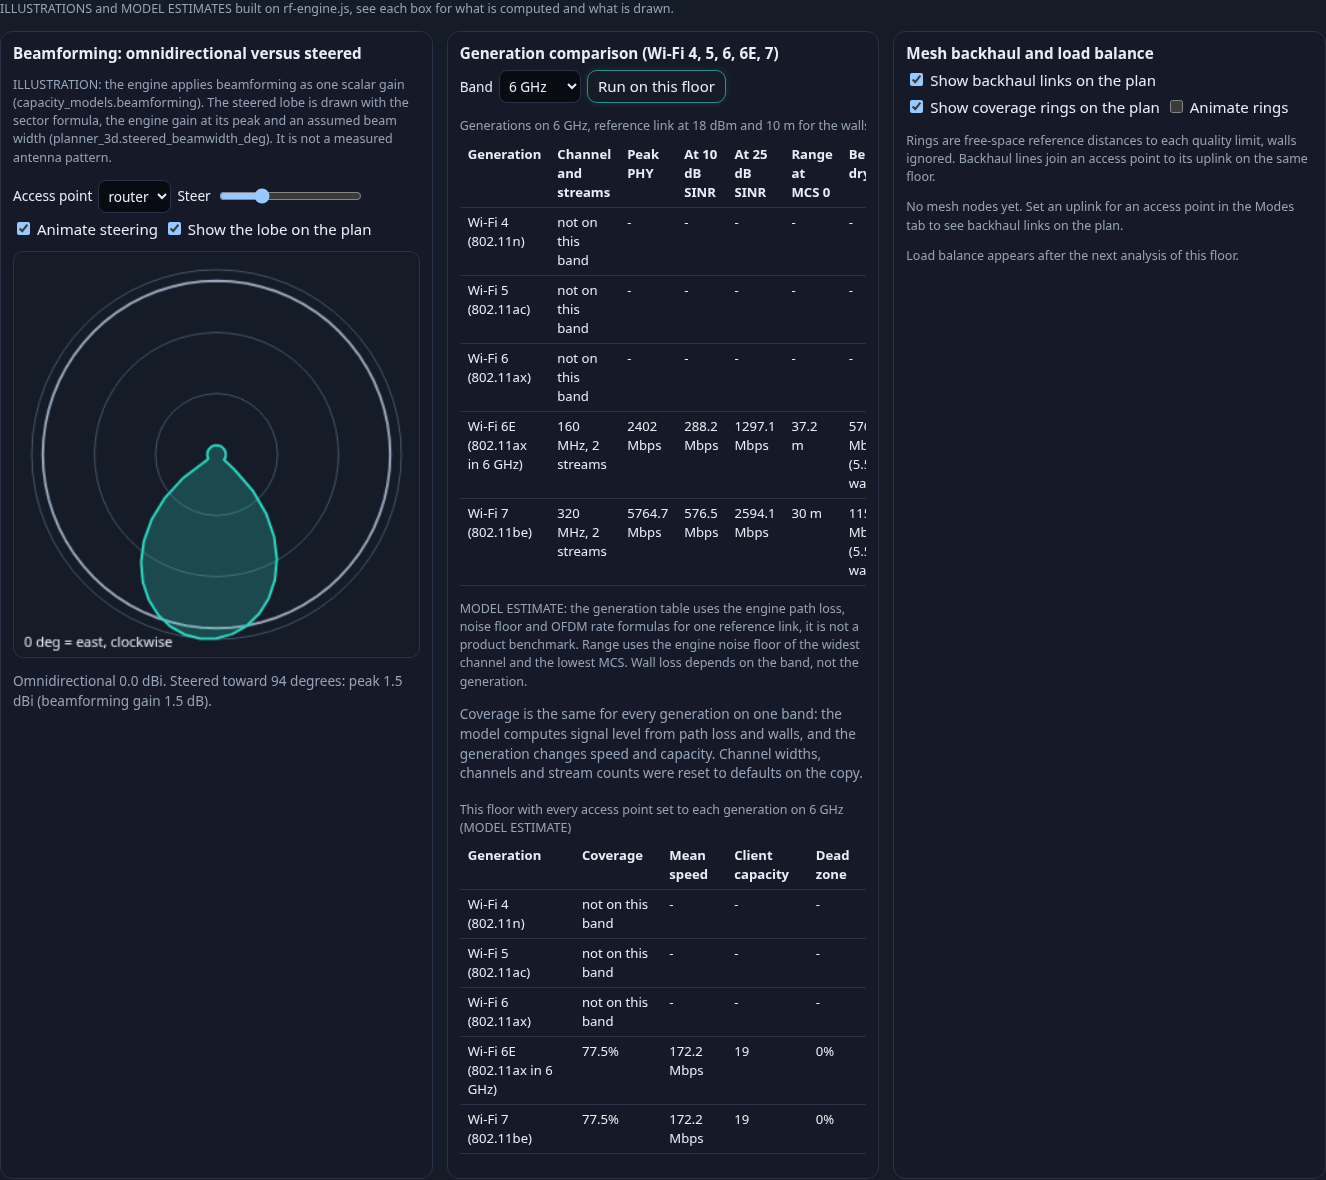 ILLUSTRATIONS and MODEL ESTIMATES built on rf-engine.js, see each box for what is computed and what is drawn.
Beamforming: omnidirectional versus steered
ILLUSTRATION: the engine applies beamforming as one scalar gain
(capacity_models.beamforming). The steered lobe is drawn with the
sector formula, the engine gain at its peak and an assumed beam
width (planner_3d.steered_beamwidth_deg). It is not a measured
antenna pattern.
Access point router Steer
Animate steering Show the lobe on the plan
0 deg = east, clockwise
Omnidirectional 0.0 dBi. Steered toward 94 degrees: peak 1.5
dBi (beamforming gain 1.5 dB).
Generation comparison (Wi-Fi 4, 5, 6, 6E, 7)
Band 6 GHz Run on this floor
Generations on 6 GHz, reference link at 18 dBm and 10 m for the walls
Generation Channel Peak At 10 At 25 Range Be
and PHY dB dB at dry
streams SINR SINR MCS 0
Wi-Fi 4 not on - - - - -
(802.11n) this
band
Wi-Fi 5 not on - - - - -
(802.11ac) this
band
Wi-Fi 6 not on - - - - -
(802.11ax) this
band
Wi-Fi 6E 160 2402 288.2 1297.1 37.2 576
(802.11ax MHz, 2 Mbps Mbps Mbps m Mb
in 6 GHz) streams (5.5
wa
Wi-Fi 7 320 5764.7 576.5 2594.1 30 m 115
(802.11be) MHz, 2 Mbps Mbps Mbps Mb
streams (5.5
wa
MODEL ESTIMATE: the generation table uses the engine path loss,
noise floor and OFDM rate formulas for one reference link, it is not a
product benchmark. Range uses the engine noise floor of the widest
channel and the lowest MCS. Wall loss depends on the band, not the
generation.
Coverage is the same for every generation on one band: the
model computes signal level from path loss and walls, and the
generation changes speed and capacity. Channel widths,
channels and stream counts were reset to defaults on the copy.
This floor with every access point set to each generation on 6 GHz
(MODEL ESTIMATE)
Generation Coverage Mean Client Dead
speed capacity zone
Wi-Fi 4 not on this - - -
(802.11n) band
Wi-Fi 5 not on this - - -
(802.11ac) band
Wi-Fi 6 not on this - - -
(802.11ax) band
Wi-Fi 6E 77.5% 172.2 19 0%
(802.11ax in 6 Mbps
GHz)
Wi-Fi 7 77.5% 172.2 19 0%
(802.11be) Mbps
Mesh backhaul and load balance
Show backhaul links on the plan
Show coverage rings on the plan Animate rings
Rings are free-space reference distances to each quality limit, walls
ignored. Backhaul lines join an access point to its uplink on the same
floor.
No mesh nodes yet. Set an uplink for an access point in the Modes
tab to see backhaul links on the plan.
Load balance appears after the next analysis of this floor.